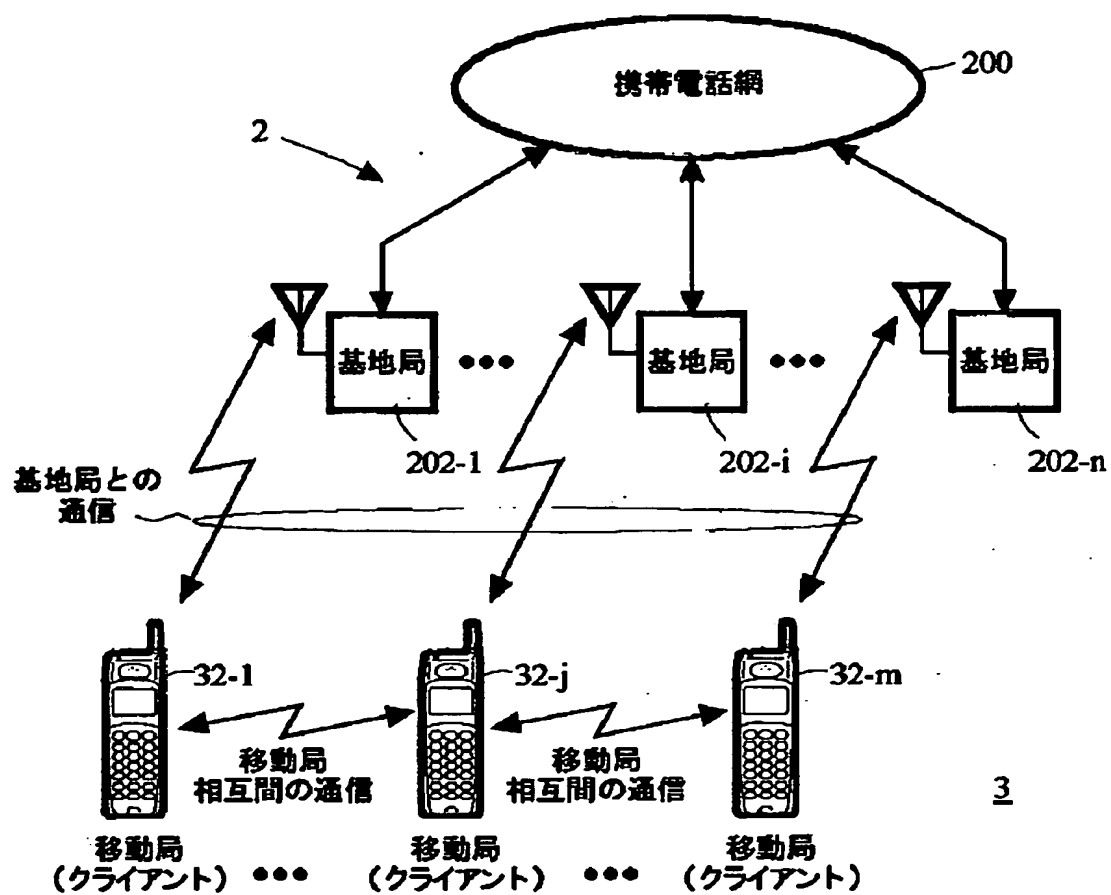 携帯電話網
200
2
基地局
基地局
基地局
202-1
202-i
202-n
基地局との
通信
32-1
32-j
32-m
移動局
相互間の通信
移動局
相互間の通信
3
移動局
(クライアント)
移動局
(クライアント)
移動局
(クライアント)